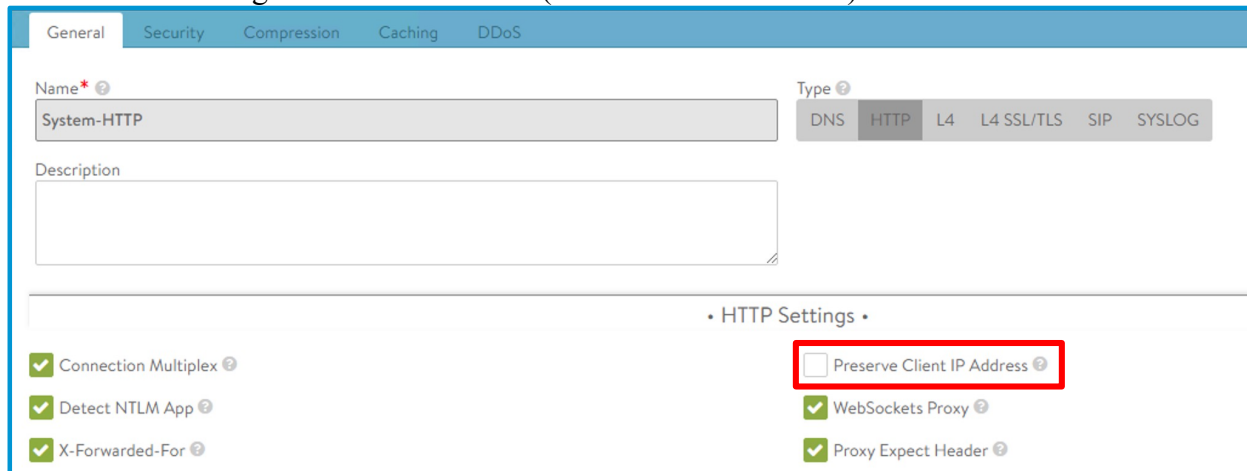 General Security Compression Caching DDoS
Name*
Type
System-HTTP
DNS HTTP L4 L4 SSL/TLS SIP SYSLOG
Description
• HTTP Settings •
Connection Multiplex
Preserve Client IP Address
Detect NTLM App
WebSockets Proxy
X-Forwarded-For
Proxy Expect Header